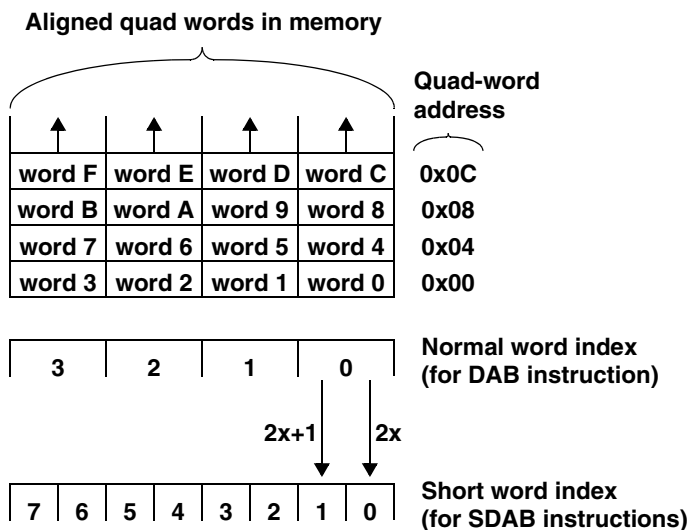 Aligned quad words in memory
Quad-word
address
word F word E word D word C 0x0C
word B word A word 9 word 8 0x08
word 7 word 6 word 5 word 4 0x04
word 3 word 2 word 1 word 0 0x00
3 2 1 0
Normal word index
(for DAB instruction)
2x+1 2x
7 6 5 4 3 2 1 0
Short word index
(for SDAB instructions)